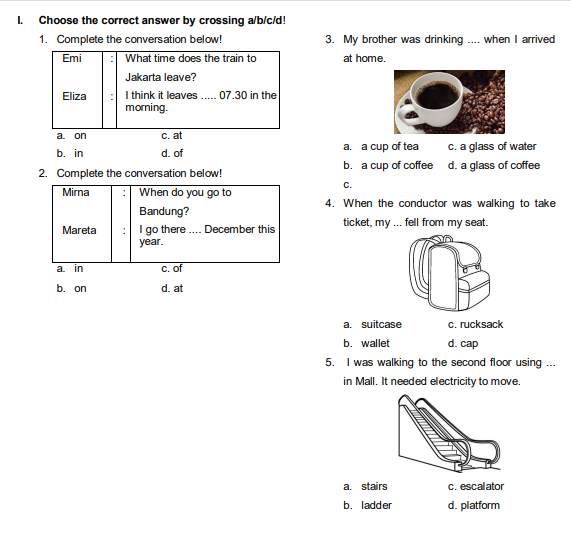 I. Choose the correct answer by crossing a/b/c/d!
1. Complete the conversation below!
Emi : What time does the train to
Jakarta leave?
Eliza : I think it leaves ..... 07.30 in the
morning.
a. on c. at
b. in d. of
2. Complete the conversation below!
Mirna : When do you go to
Bandung?
Mareta : I go there .... December this
year.
a. in c. of
b. on d. at
3. My brother was drinking .... when I arrived
at home.
a. a cup of tea c. a glass of water
b. a cup of coffee d. a glass of coffee
c.
4. When the conductor was walking to take
ticket, my ... fell from my seat.
a. suitcase c. rucksack
b. wallet d. cap
5. I was walking to the second floor using ...
in Mall. It needed electricity to move.
a. stairs c. escalator
b. ladder d. platform